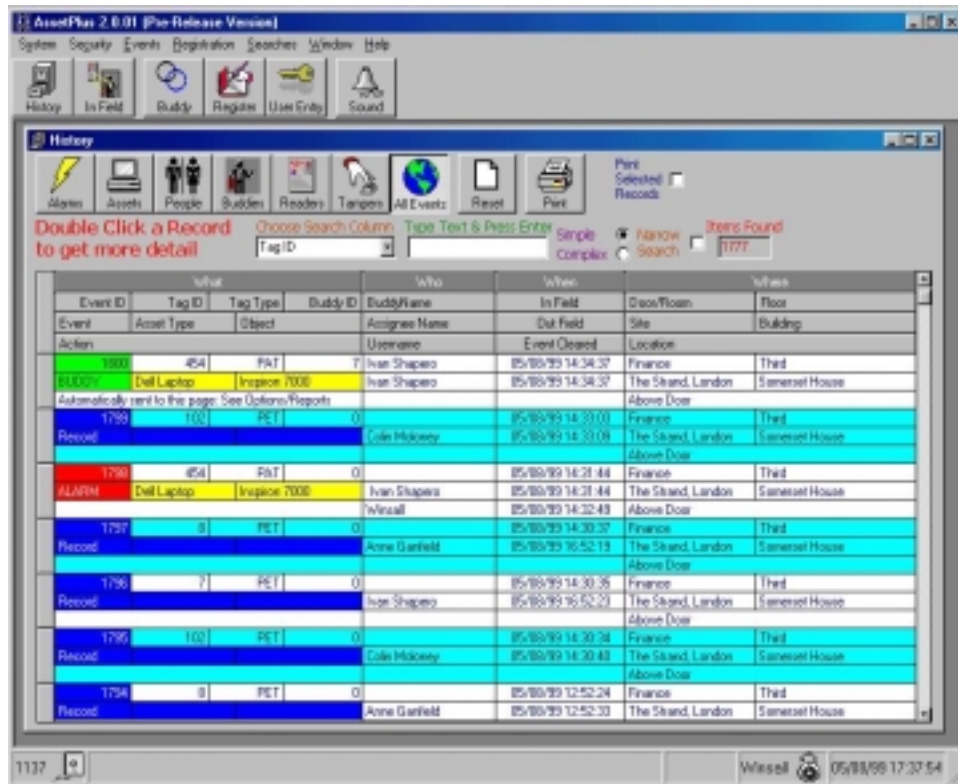 AssetPlus 2.0.01 (Pre-Release Version)
System Security Events Registration Searches Window Help
History In Field Buddy Register User Entry Sound
History
Alarms Assets People Buddies Readers Tampers All Events Reset Print
Print Selected Records
Double Click a Record to get more detail
Choose Search Column
Tag ID
Type Text & Press Enter
Simple
Complex
Narrow Search
Items Found
1777
What Who When Where
Event ID Tag ID Tag Type Buddy ID BuddyName In Field Door/Room Floor
Event Asset Type Object Assignee Name Out Field Site Building
Action Username Event Cleared Location
1800 454 PAT 7 Ivan Shapero 05/08/99 14:34:37 Finance Third
BUDDY Dell Laptop Inspiron 7000 Ivan Shapero 05/08/99 14:34:37 The Strand, London Somerset House
Automatically sent to this page: See Options/Reports Above Door
1799 102 PET 0 05/08/99 14:33:03 Finance Third
Record Colin 05/08/99 14:33:09 The Strand, London Somerset House
Above Door
1798 454 PAT 0 05/08/99 14:31:44 Finance Third
ALARM Dell Laptop Inspiron 7000 Ivan Shapero 05/08/99 14:31:44 The Strand, London Somerset House
Winsall 05/08/99 14:32:49 Above Door
1797 8 PET 0 05/08/99 14:30:37 Finance Third
Record Anne Ganfield 05/08/99 16:52:19 The Strand, London Somerset House
Above Door
1796 7 PET 0 05/08/99 14:30:35 Finance Third
Record Ivan Shapero 05/08/99 16:52:23 The Strand, London Somerset House
Above Door
1795 102 PET 0 05/08/99 14:30:34 Finance Third
Record Colin 05/08/99 14:30:40 The Strand, London Somerset House
Above Door
1794 8 PET 0 05/08/99 12:52:24 Finance Third
Record Anne Ganfield 05/08/99 12:52:33 The Strand, London Somerset House
1137 Winsall 05/08/99 17:37:54